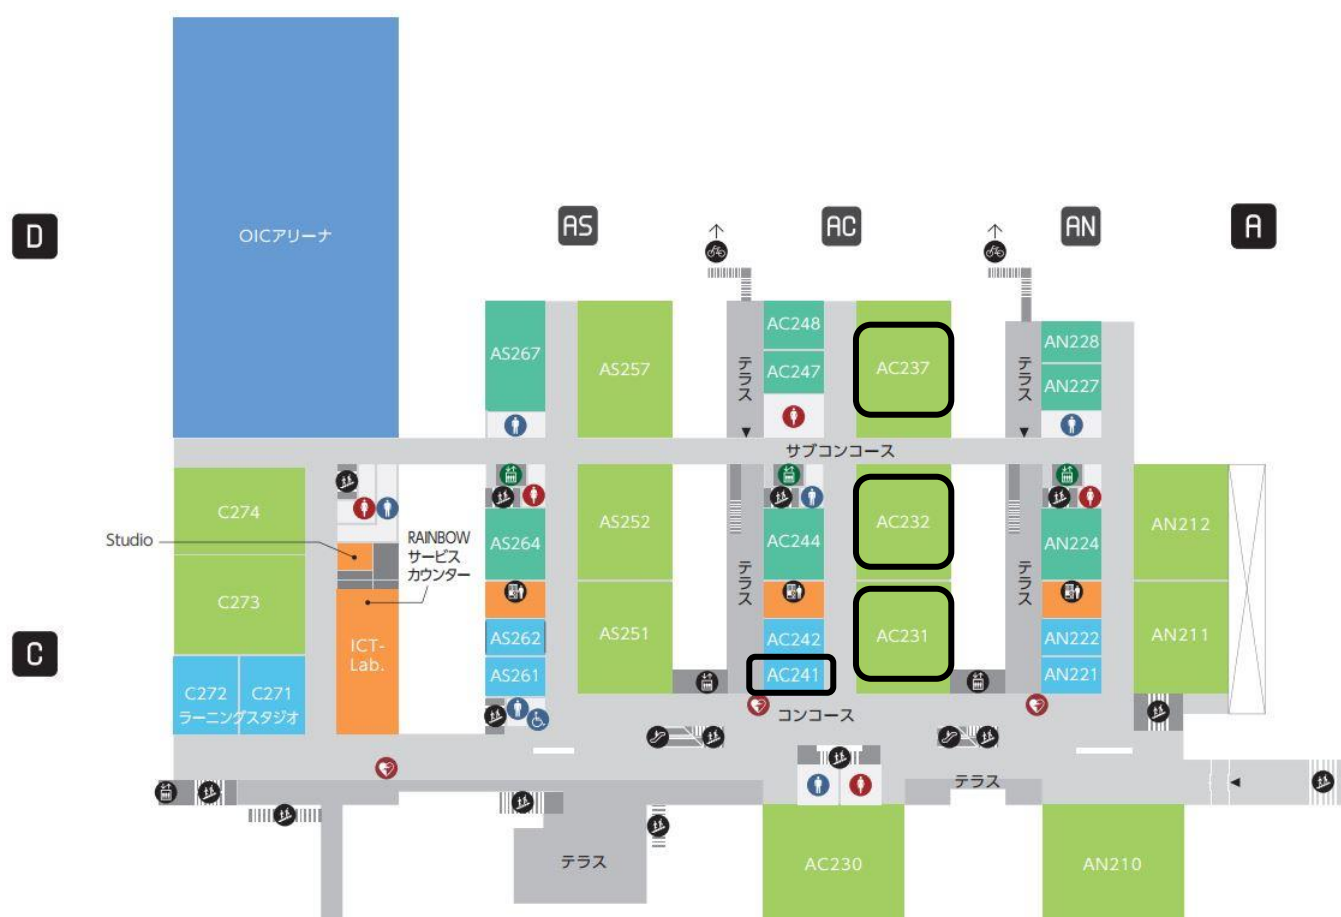 OICアリーナ
D
AS
AC
AN
A
AS267
AS257
AC248
AC247
AC237
AN228
AN227
テラス
テラス
サブコンコース
C274
C273
C272
C271
ラーニングスタジオ
Studio
RAINBOW
サービス
カウンター
ICT-
Lab.
AS264
AS262
AS261
AS252
AS251
テラス
AC244
AC242
AC241
AC232
AC231
テラス
AN224
AN222
AN221
AN212
AN211
C
コンコース
テラス
テラス
AC230
AN210